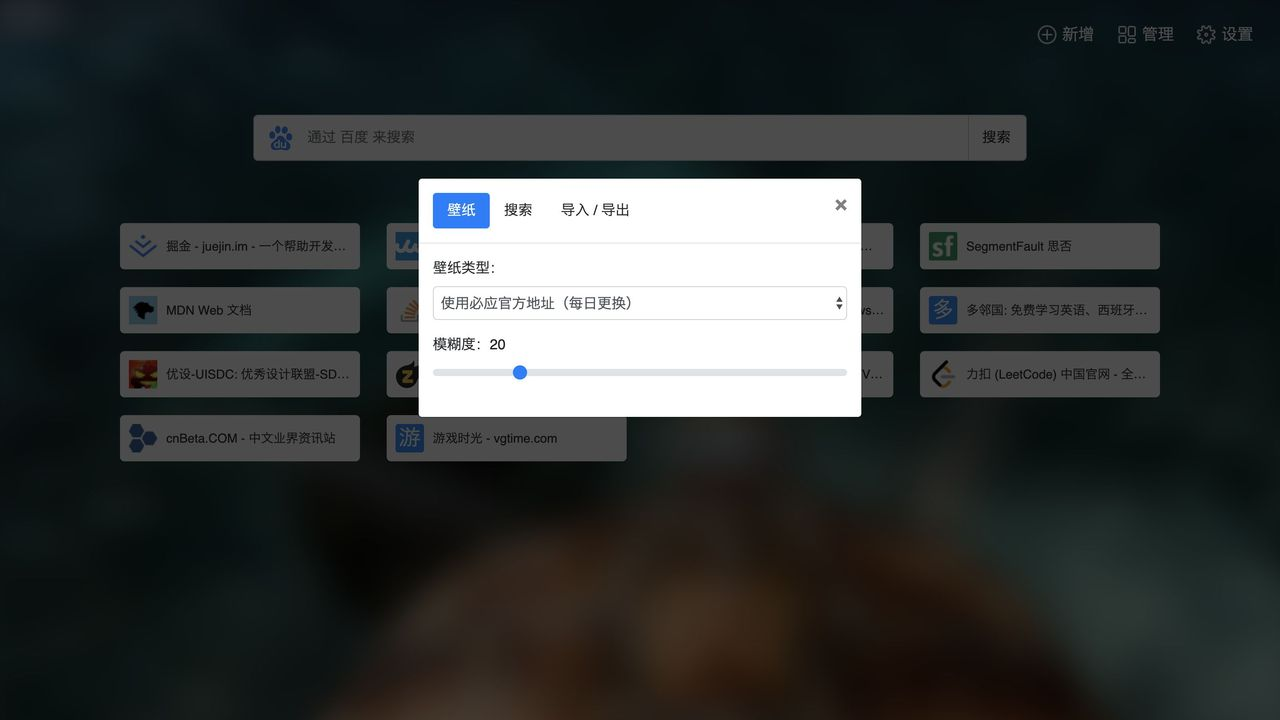 新增 管理 设置
du 通过 百度 来搜索 搜索
壁纸 搜索 导入 / 导出 ×
掘金 - juejin.im - 一个帮助开发... ... sf SegmentFault 思否
壁纸类型：
使用必应官方地址（每日更换）
MDN Web 文档 ws... 多 多邻国: 免费学习英语、西班牙...
模糊度：20
优设-UISDC: 优秀设计联盟-SD... Z V... 力扣 (LeetCode) 中国官网 - 全...
cnBeta.COM - 中文业界资讯站 游 游戏时光 - vgtime.com